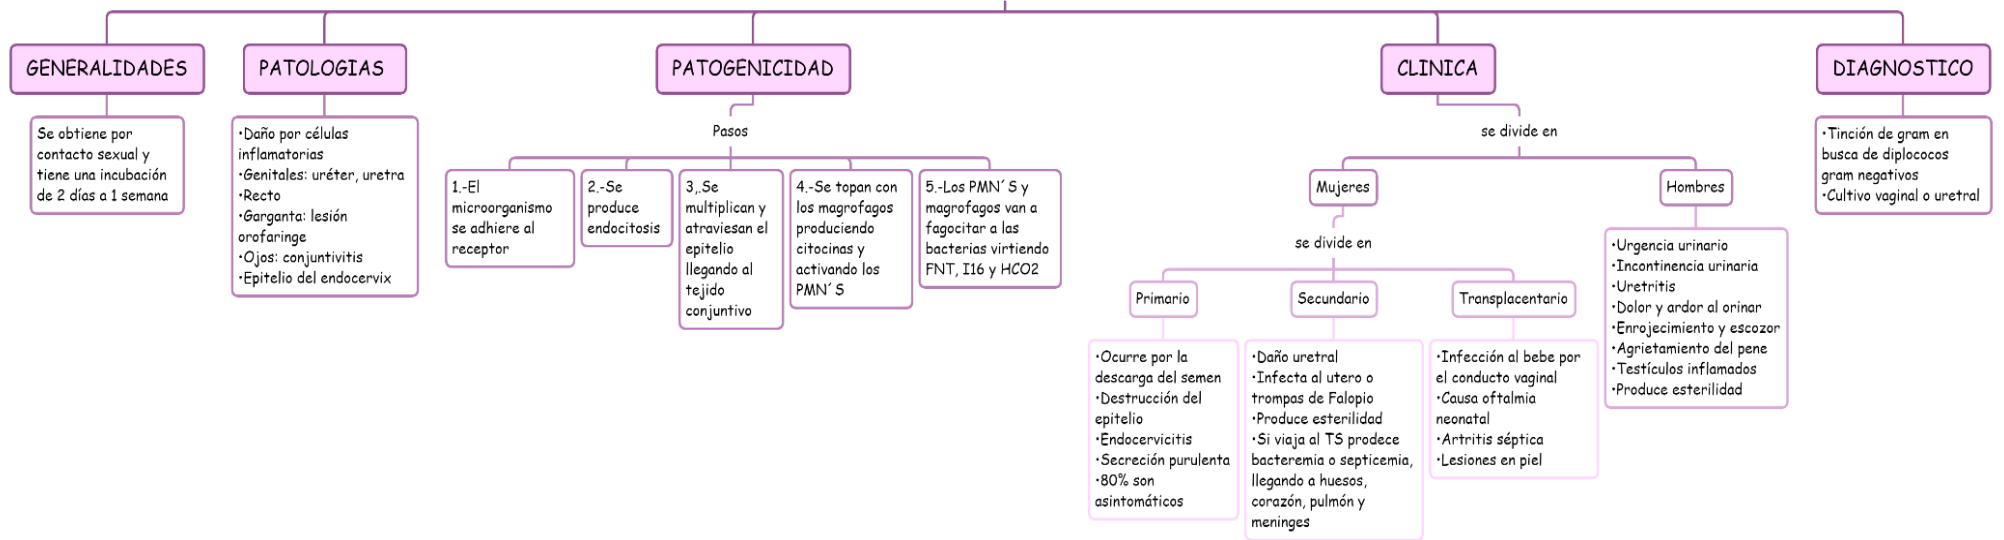 GENERALIDADES
Se obtiene por
contacto sexual y
tiene una incubación
de 2 días a 1 semana
PATOLOGIAS
•Daño por células
inflamatorias
•Genitales: uréter, uretra
•Recto
•Garganta: lesión
orofaringe
•Ojos: conjuntivitis
•Epitelio del endocervix
PATOGENICIDAD
Pasos
1.-El
microorganismo
se adhiere al
receptor
2.-Se
produce
endocitosis
3,.Se
multiplican y
atraviesan el
epitelio
llegando al
tejido
conjuntivo
4.-Se topan con
los magrofagos
produciendo
citocinas y
activando los
PMN´S
5.-Los PMN´S y
magrofagos van a
fagocitar a las
bacterias virtiendo
FNT, I16 y HCO2
CLINICA
se divide en
Mujeres
se divide en
Primario
•Ocurre por la
descarga del semen
•Destrucción del
epitelio
•Endocervicitis
•Secreción purulenta
•80% son
asintomáticos
Secundario
•Daño uretral
•Infecta al utero o
trompas de Falopio
•Produce esterilidad
•Si viaja al TS prodece
bacteremia o septicemia,
llegando a huesos,
corazón, pulmón y
meninges
Transplacentario
•Infección al bebe por
el conducto vaginal
•Causa oftalmia
neonatal
•Artritis séptica
•Lesiones en piel
Hombres
•Urgencia urinario
•Incontinencia urinaria
•Uretritis
•Dolor y ardor al orinar
•Enrojecimiento y escozor
•Agrietamiento del pene
•Testículos inflamados
•Produce esterilidad
DIAGNOSTICO
•Tinción de gram en
busca de diplococos
gram negativos
•Cultivo vaginal o uretral